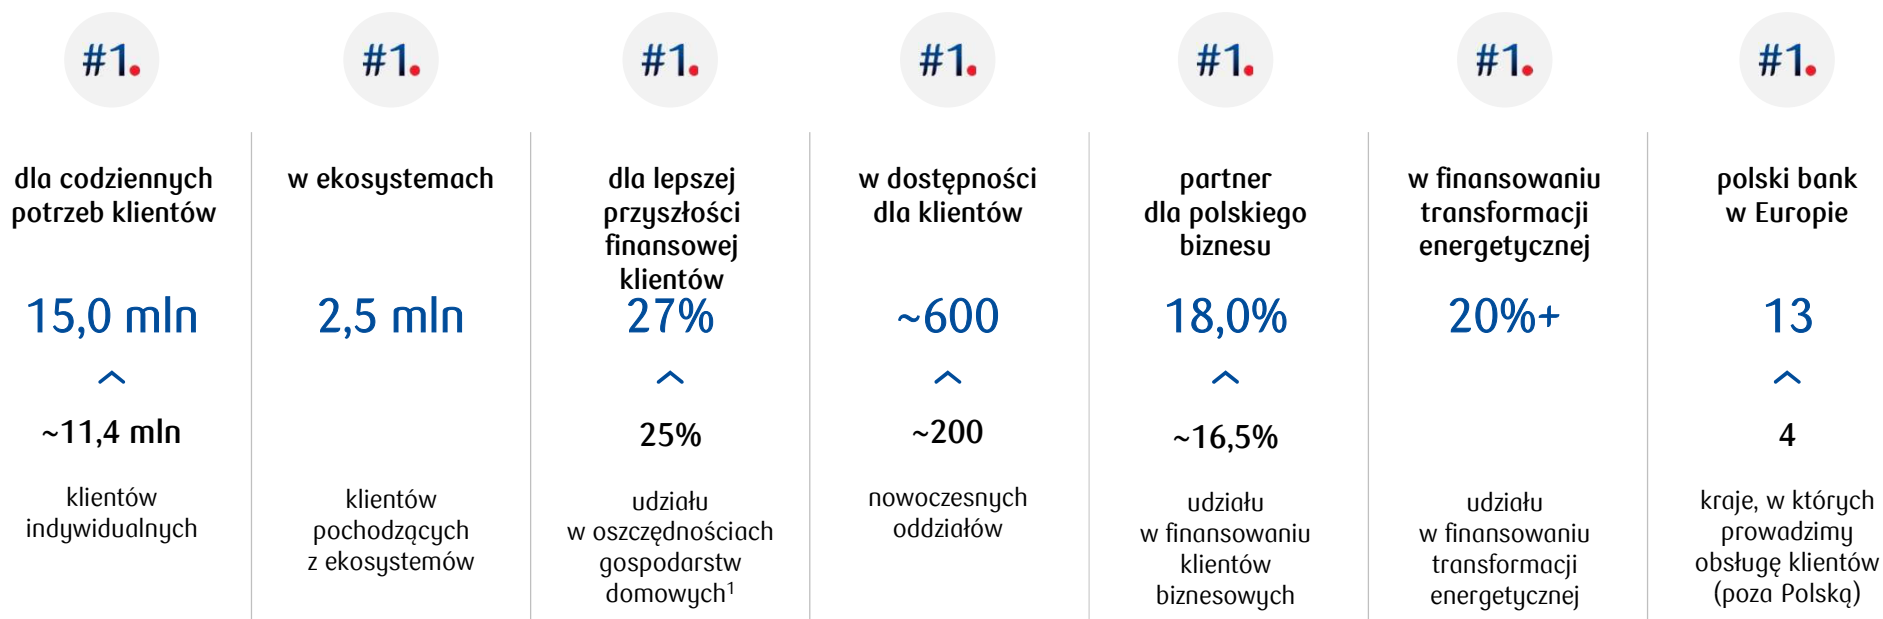 #1.
dla codziennych
potrzeb klientów
15,0 mln
~11,4 mln
klientów
indywidualnych
#1.
w ekosystemach
2,5 mln
klientów
pochodzących
z ekosystemów
#1.
dla lepszej
przyszłości
finansowej
klientów
27%
25%
udziału
w oszczędnościach
gospodarstw
domowych¹
#1.
w dostępności
dla klientów
~600
~200
nowoczesnych
oddziałów
#1.
partner
dla polskiego
biznesu
18,0%
~16,5%
udziału
w finansowaniu
klientów
biznesowych
#1.
w finansowaniu
transformacji
energetycznej
20%+
udziału
w finansowaniu
transformacji
energetycznej
#1.
polski bank
w Europie
13
4
kraje, w których
prowadzimy
obsługę klientów
(poza Polską)